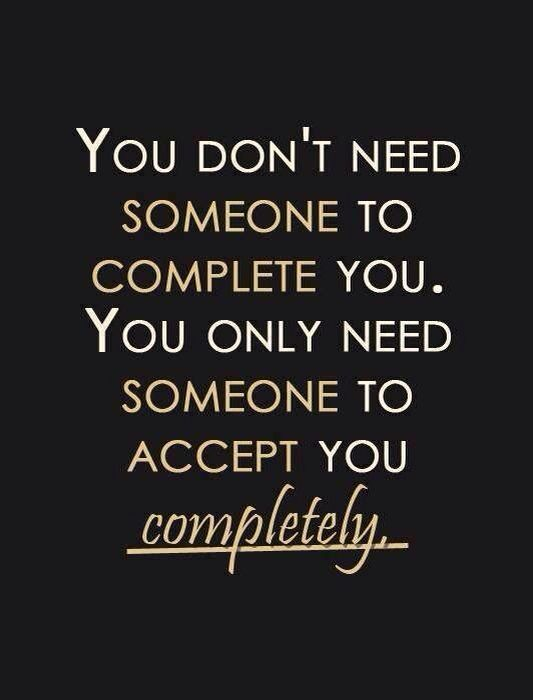 YOU DON'T NEED
SOMEONE TO
COMPLETE YOU.
YOU ONLY NEED
SOMEONE TO
ACCEPT YOU
completely.